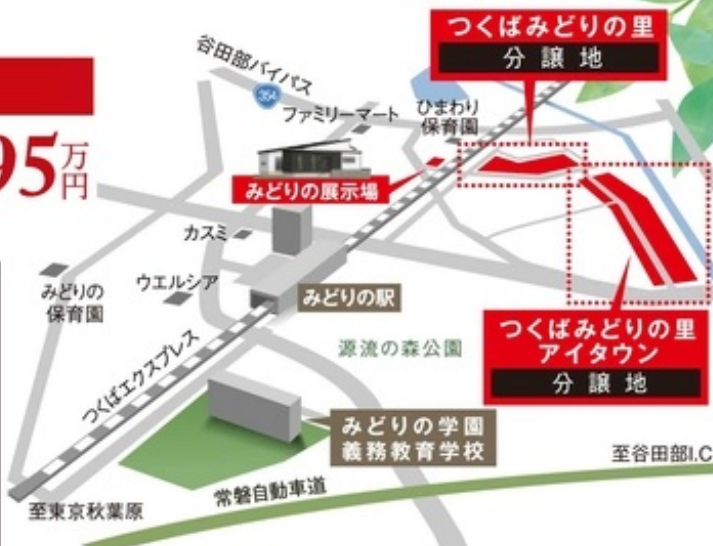 つくばみどりの里
分譲地
谷田部バイパス
354
ファミリーマート
ひまわり
保育園
95万円
みどりの展示場
カスミ
みどりの
保育園
ウエルシア
みどりの駅
つくばエクスプレス
源流の森公園
つくばみどりの里
アイタウン
分譲地
みどりの学園
義務教育学校
至谷田部I.C
常磐自動車道
至東京秋葉原